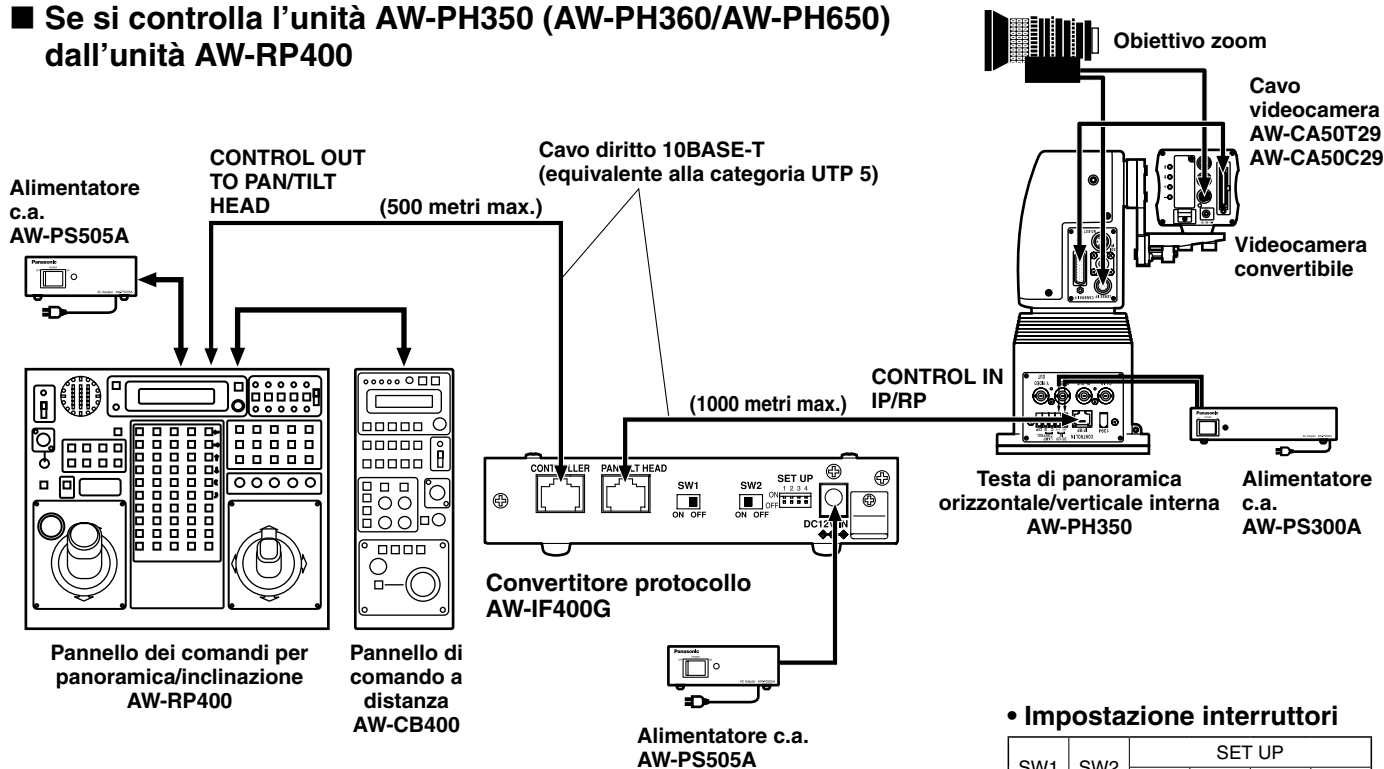 ■ Se si controlla l'unità AW-PH350 (AW-PH360/AW-PH650)
dall'unità AW-RP400
Obiettivo zoom
Cavo
videocamera
AW-CA50T29
AW-CA50C29
Videocamera
convertibile
Cavo diritto 10BASE-T
(equivalente alla categoria UTP 5)
CONTROL OUT
TO PAN/TILT
HEAD
(500 metri max.)
Alimentatore
c.a.
AW-PS505A
Panasonic
CONTROL IN
IP/RP
(1000 metri max.)
Panasonic
CONTROLLER
PAN/TILT HEAD
SW1
ON OFF
SW2
ON OFF
SET UP
1 2 3 4
ON
OFF
DC12V IN
Testa di panoramica
orizzontale/verticale interna
AW-PH350
Alimentatore
c.a.
AW-PS300A
Convertitore protocollo
AW-IF400G
Pannello dei comandi per
panoramica/inclinazione
AW-RP400
Pannello di
comando a
distanza
AW-CB400
Panasonic
Alimentatore c.a.
AW-PS505A
• Impostazione interruttori
SW1 SW2 SET UP